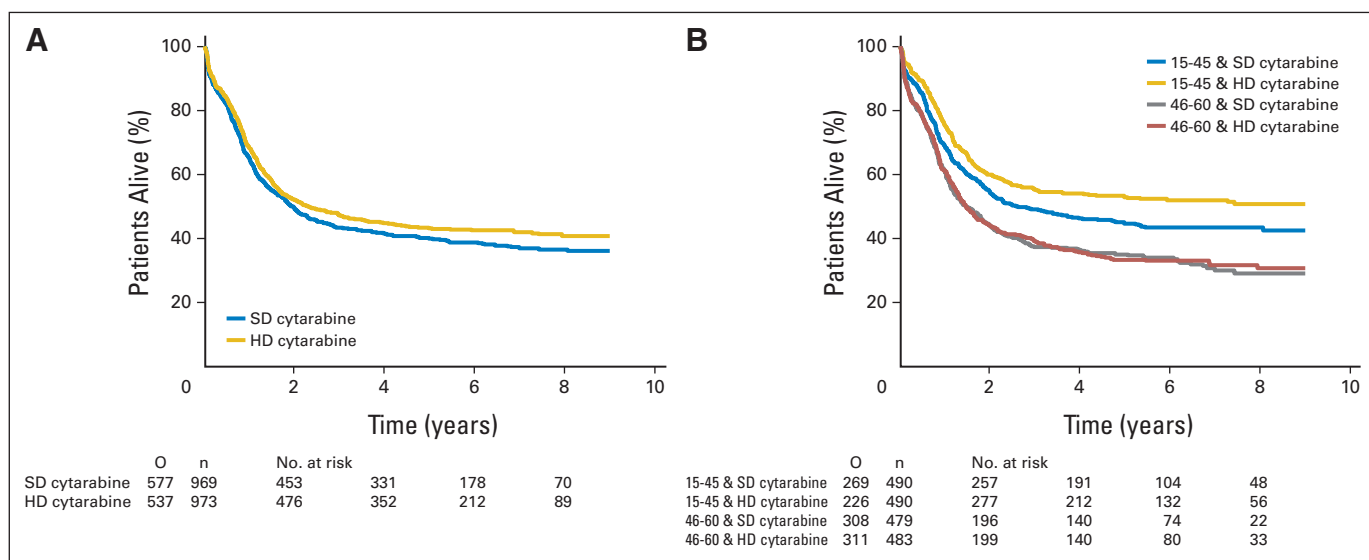 A
100
80
60
40
20
0
2
4
6
8
10
Patients Alive (%)
Time (years)
SD cytarabine
HD cytarabine
O n No. at risk
SD cytarabine 577 969 453 331 178 70
HD cytarabine 537 973 476 352 212 89
B
100
80
60
40
20
0
2
4
6
8
10
Patients Alive (%)
Time (years)
15-45 & SD cytarabine
15-45 & HD cytarabine
46-60 & SD cytarabine
46-60 & HD cytarabine
O n No. at risk
15-45 & SD cytarabine 269 490 257 191 104 48
15-45 & HD cytarabine 226 490 277 212 132 56
46-60 & SD cytarabine 308 479 196 140 74 22
46-60 & HD cytarabine 311 483 199 140 80 33